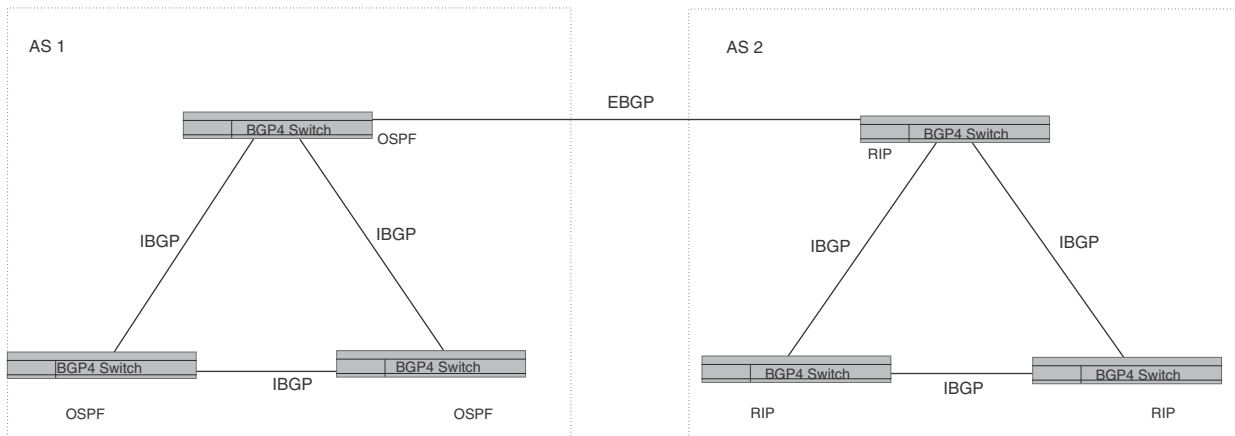 AS 1
AS 2
EBGP
BGP4 Switch
OSPF
BGP4 Switch
RIP
IBGP
IBGP
IBGP
IBGP
BGP4 Switch
BGP4 Switch
BGP4 Switch
BGP4 Switch
IBGP
IBGP
OSPF
OSPF
RIP
RIP